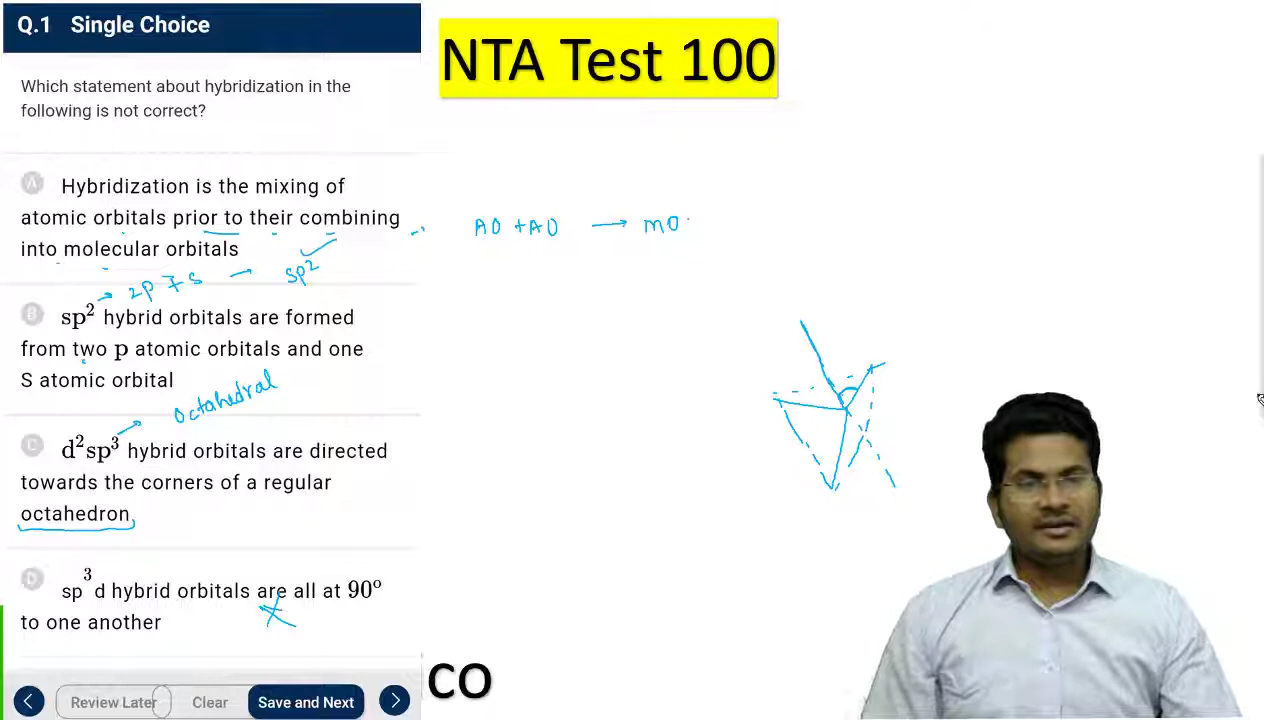 Q.1 Single Choice
NTA Test 100
Which statement about hybridization in the
following is not correct?
A Hybridization is the mixing of
atomic orbitals prior to their combining
into molecular orbitals
AO + AO → MO
→ 2p 7 s → sp²
B sp² hybrid orbitals are formed
from two p atomic orbitals and one
S atomic orbital
Octahedral
C d²sp³ hybrid orbitals are directed
towards the corners of a regular
octahedron
D sp³d hybrid orbitals are all at 90°
to one another
co
Review Later Clear Save and Next